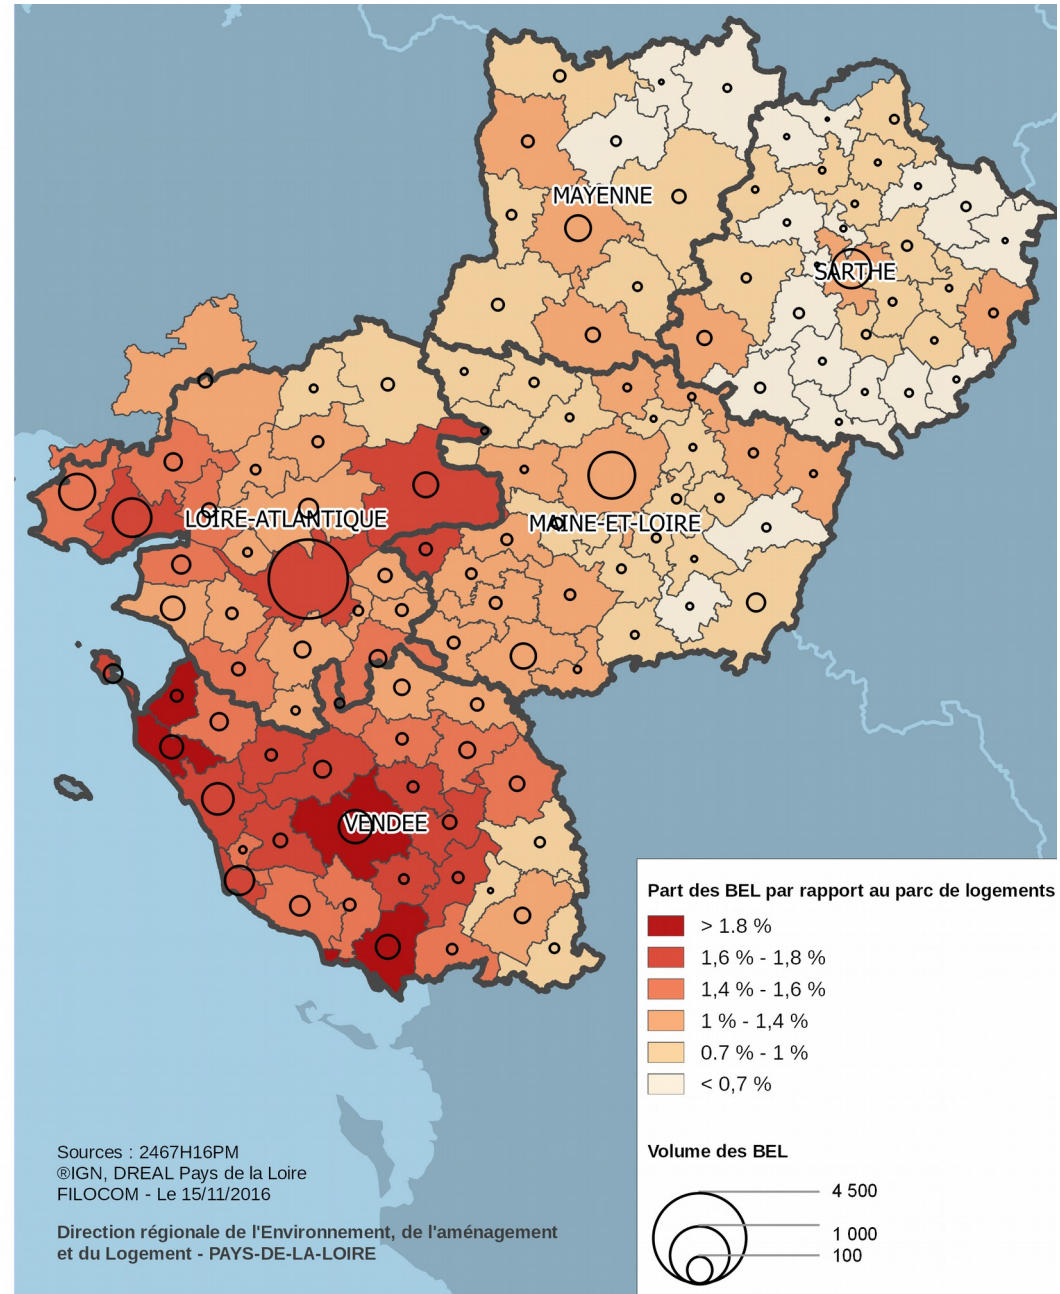 MAYENNE
SARTHE
LOIRE-ATLANTIQUE
MAINE-ET-LOIRE
VENDEE
Part des BEL par rapport au parc de logements
> 1.8 %
1,6 % - 1,8 %
1,4 % - 1,6 %
1 % - 1,4 %
0.7 % - 1 %
< 0,7 %
Volume des BEL
4 500
1 000
100
Sources : 2467H16PM
®IGN, DREAL Pays de la Loire
FILOCOM - Le 15/11/2016
Direction régionale de l'Environnement, de l'aménagement
et du Logement - PAYS-DE-LA-LOIRE